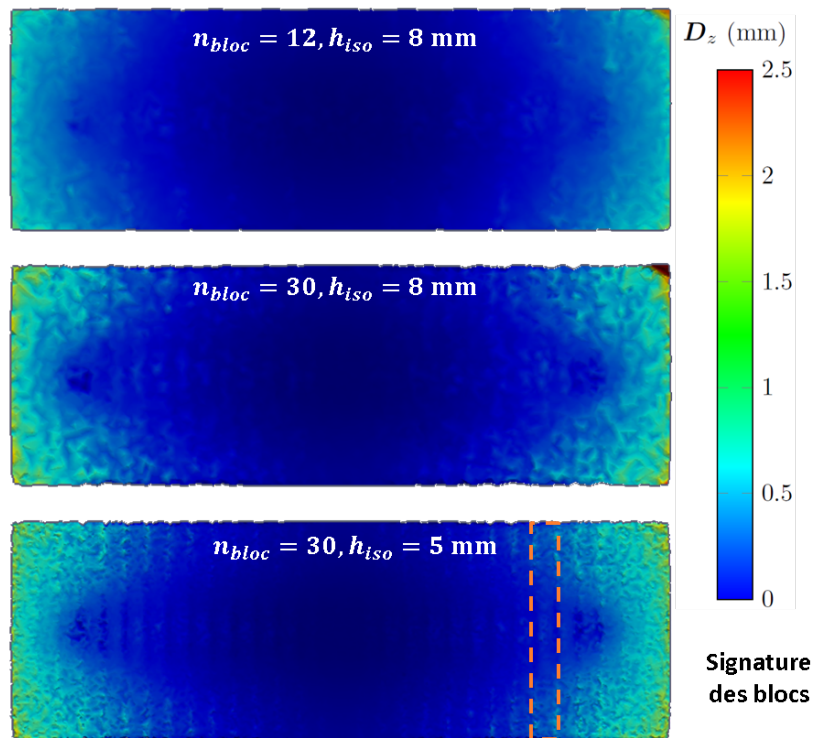 n_bloc = 12, h_iso = 8 mm
D_z (mm)
2.5
2
1.5
1
0.5
0
n_bloc = 30, h_iso = 8 mm
n_bloc = 30, h_iso = 5 mm
Signature
des blocs